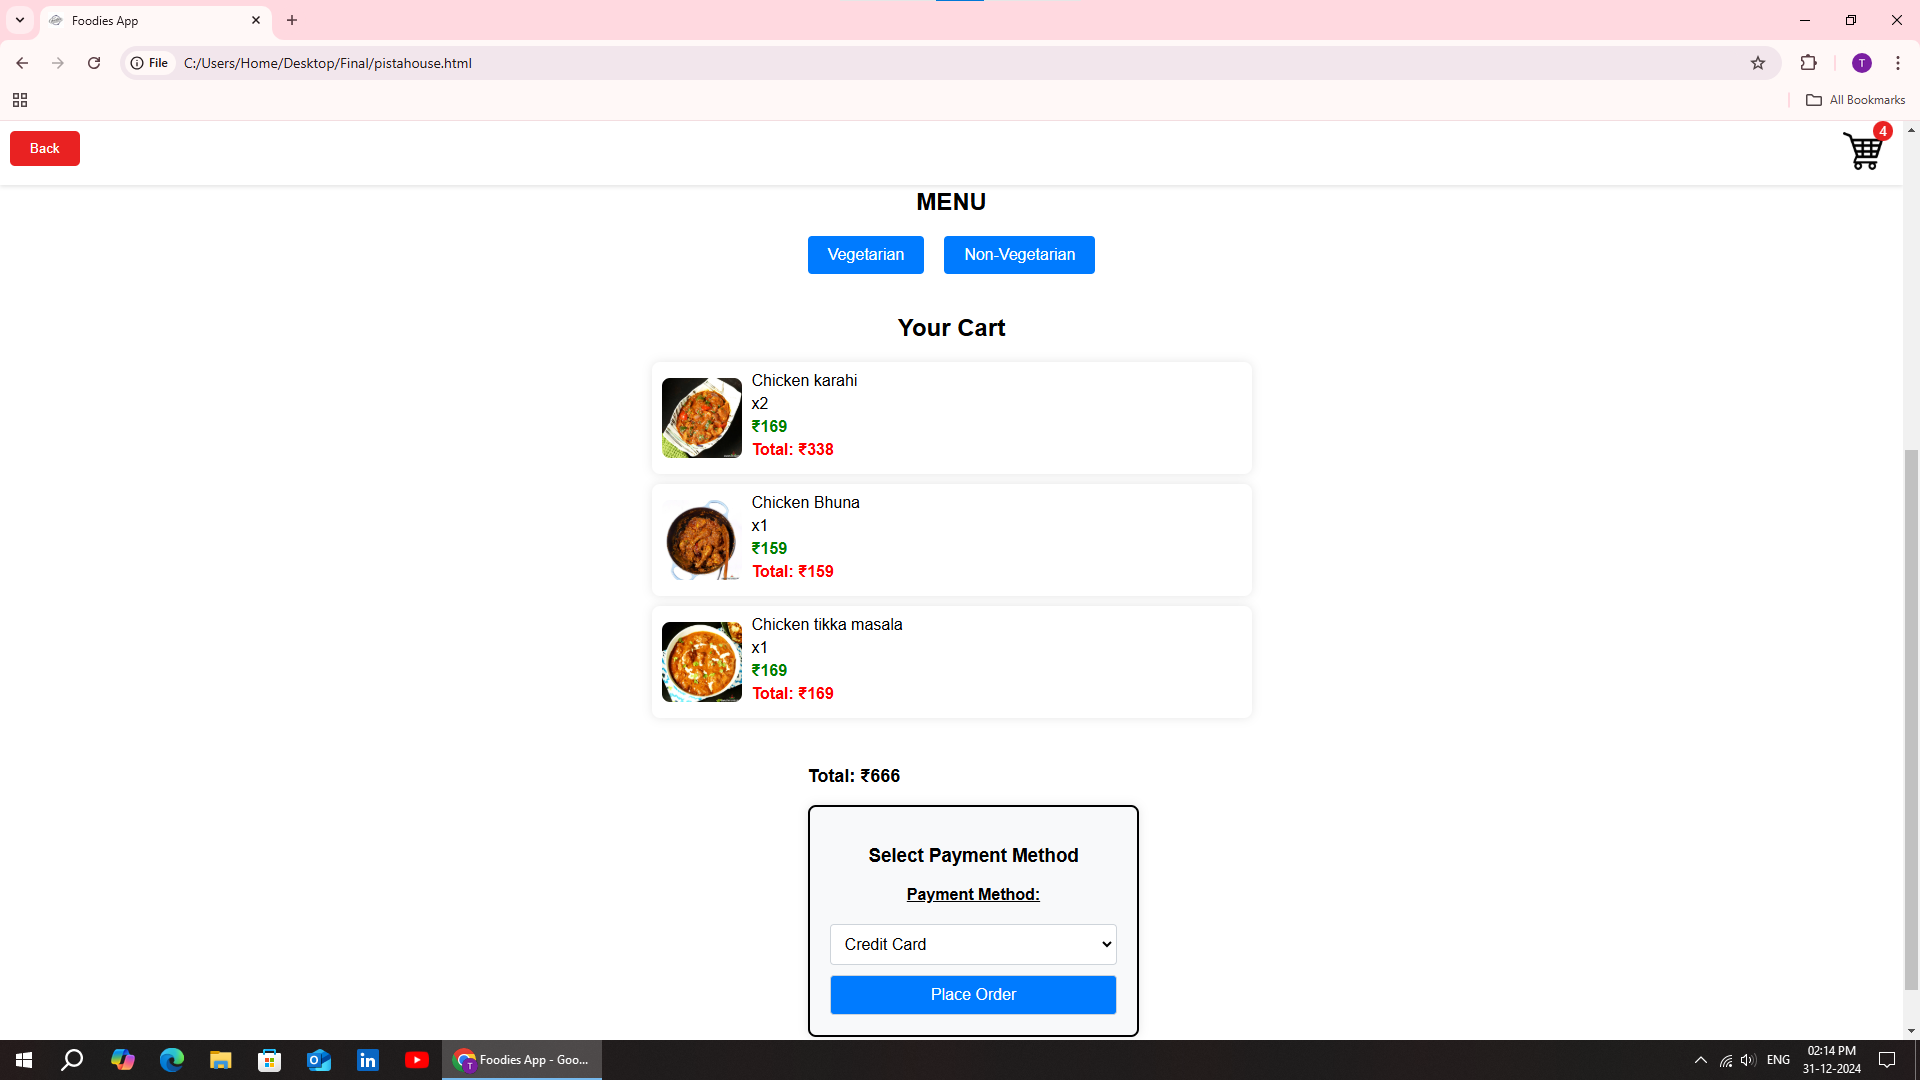 Foodies App
File C:/Users/Home/Desktop/Final/pistahouse.html
T
All Bookmarks
Back
4
MENU
Vegetarian Non-Vegetarian
Your Cart
Chicken karahi
x2
₹169
Total: ₹338
Chicken Bhuna
x1
₹159
Total: ₹159
Chicken tikka masala
x1
₹169
Total: ₹169
Total: ₹666
Select Payment Method
Payment Method:
Credit Card
Place Order
Foodies App - Goo...
ENG
02:14 PM
31-12-2024